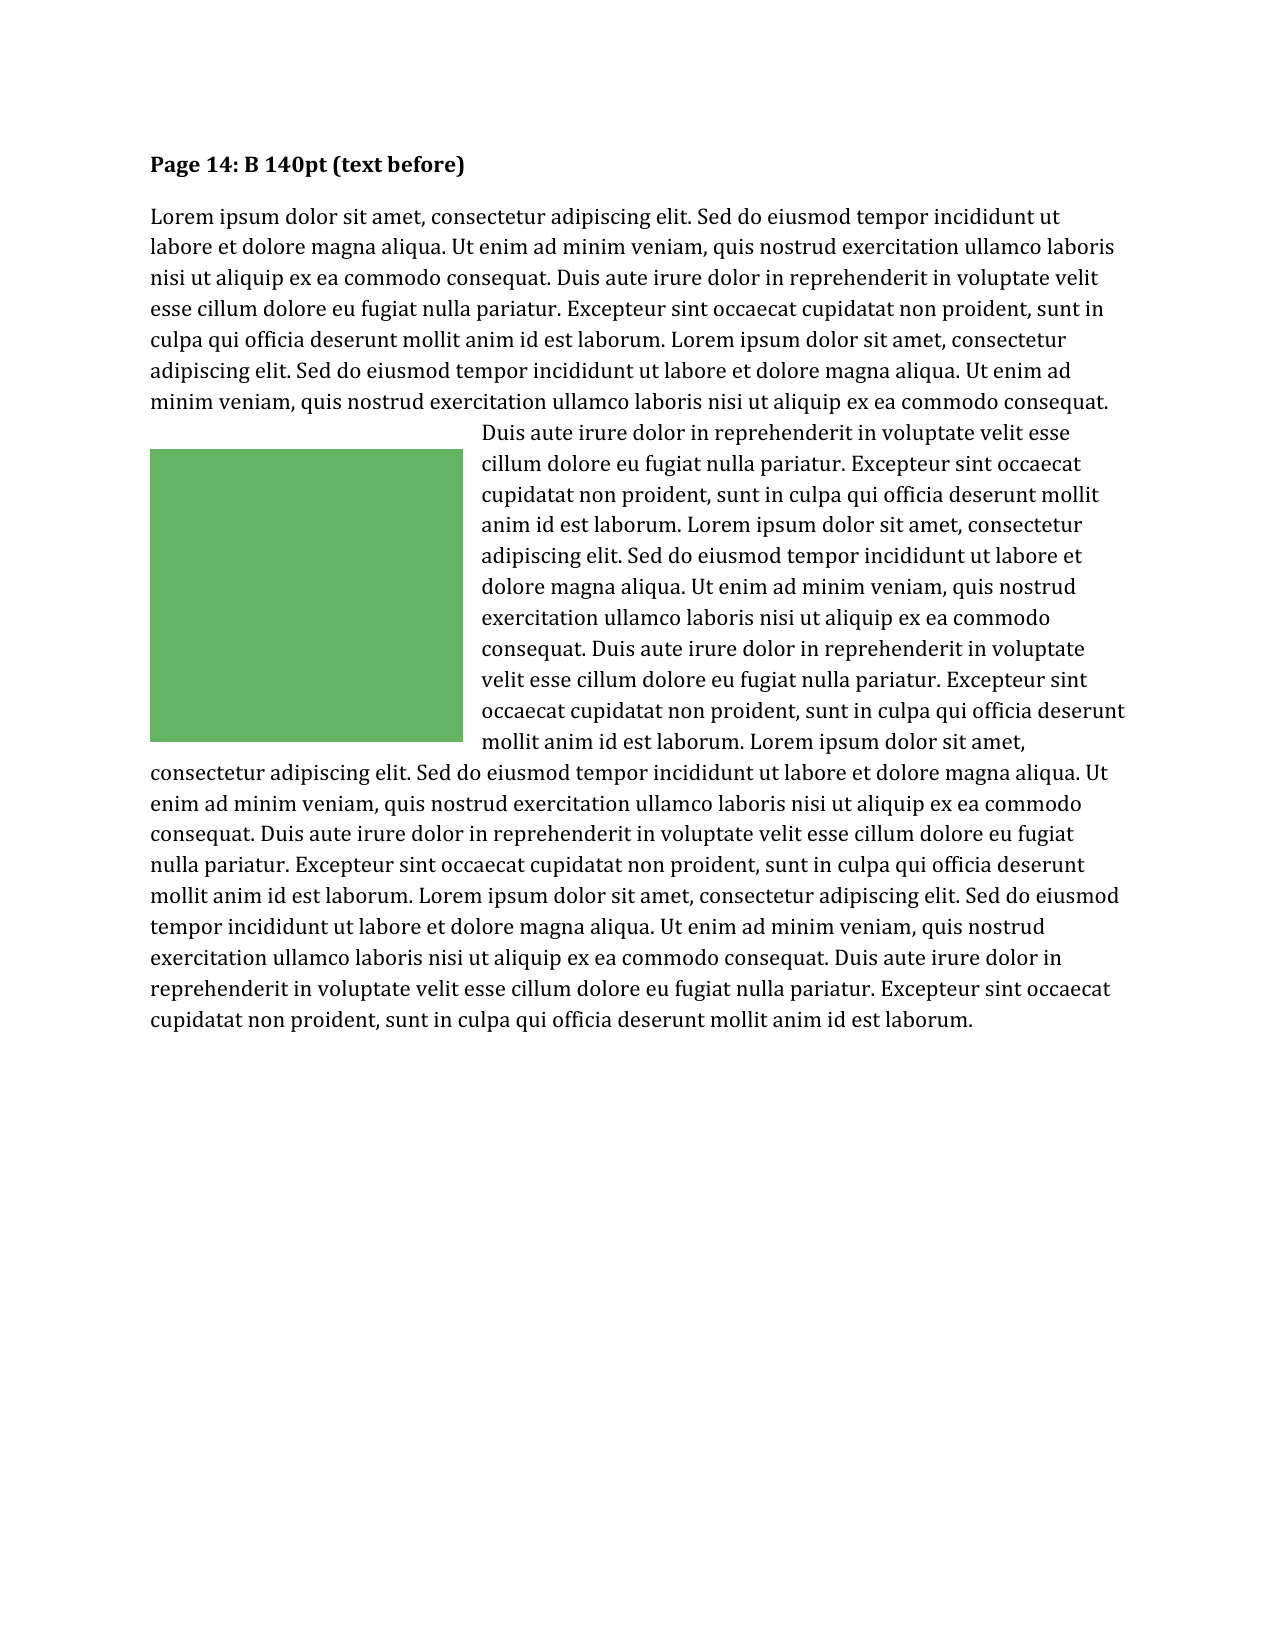 Page 14: B 140pt (text before)
Lorem ipsum dolor sit amet, consectetur adipiscing elit. Sed do eiusmod tempor incididunt ut
labore et dolore magna aliqua. Ut enim ad minim veniam, quis nostrud exercitation ullamco laboris
nisi ut aliquip ex ea commodo consequat. Duis aute irure dolor in reprehenderit in voluptate velit
esse cillum dolore eu fugiat nulla pariatur. Excepteur sint occaecat cupidatat non proident, sunt in
culpa qui officia deserunt mollit anim id est laborum. Lorem ipsum dolor sit amet, consectetur
adipiscing elit. Sed do eiusmod tempor incididunt ut labore et dolore magna aliqua. Ut enim ad
minim veniam, quis nostrud exercitation ullamco laboris nisi ut aliquip ex ea commodo consequat.
Duis aute irure dolor in reprehenderit in voluptate velit esse
cillum dolore eu fugiat nulla pariatur. Excepteur sint occaecat
cupidatat non proident, sunt in culpa qui officia deserunt mollit
anim id est laborum. Lorem ipsum dolor sit amet, consectetur
adipiscing elit. Sed do eiusmod tempor incididunt ut labore et
dolore magna aliqua. Ut enim ad minim veniam, quis nostrud
exercitation ullamco laboris nisi ut aliquip ex ea commodo
consequat. Duis aute irure dolor in reprehenderit in voluptate
velit esse cillum dolore eu fugiat nulla pariatur. Excepteur sint
occaecat cupidatat non proident, sunt in culpa qui officia deserunt
mollit anim id est laborum. Lorem ipsum dolor sit amet,
consectetur adipiscing elit. Sed do eiusmod tempor incididunt ut labore et dolore magna aliqua. Ut
enim ad minim veniam, quis nostrud exercitation ullamco laboris nisi ut aliquip ex ea commodo
consequat. Duis aute irure dolor in reprehenderit in voluptate velit esse cillum dolore eu fugiat
nulla pariatur. Excepteur sint occaecat cupidatat non proident, sunt in culpa qui officia deserunt
mollit anim id est laborum. Lorem ipsum dolor sit amet, consectetur adipiscing elit. Sed do eiusmod
tempor incididunt ut labore et dolore magna aliqua. Ut enim ad minim veniam, quis nostrud
exercitation ullamco laboris nisi ut aliquip ex ea commodo consequat. Duis aute irure dolor in
reprehenderit in voluptate velit esse cillum dolore eu fugiat nulla pariatur. Excepteur sint occaecat
cupidatat non proident, sunt in culpa qui officia deserunt mollit anim id est laborum.